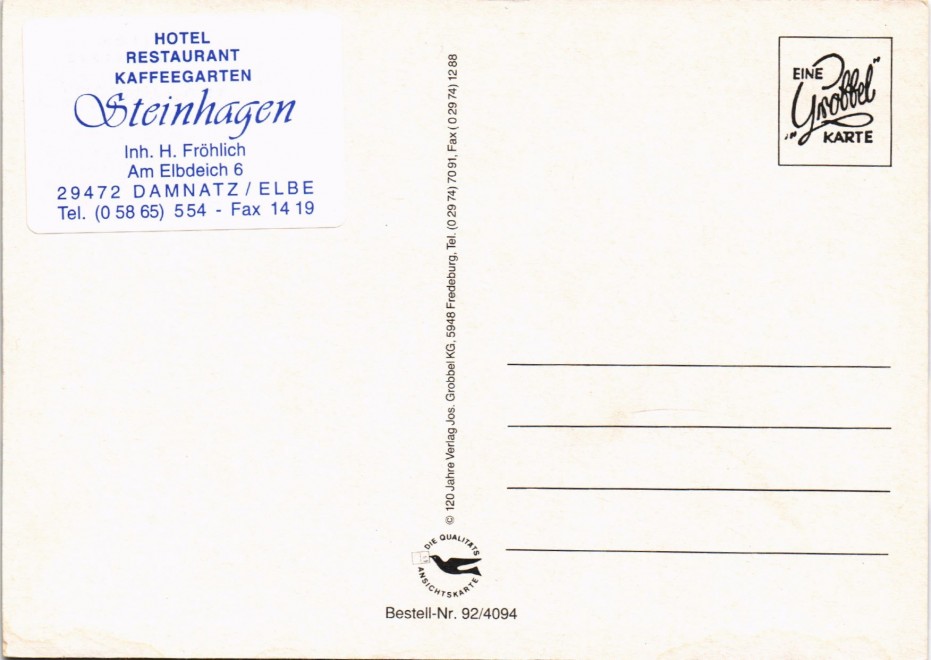 HOTEL
RESTAURANT
KAFFEEGARTEN
Steinhagen
Inh. H. Fröhlich
Am Elbdeich 6
29472 DAMNATZ / ELBE
Tel. (0 58 65) 554 - Fax 14 19
© 120 Jahre Verlag Jos. Grobbel KG, 5948 Fredeburg, Tel. (0 29 74) 70 91, Fax (0 29 74) 12 88
EINE
"Grobbel"
KARTE
DIE QUALITÄTS
ANSICHTSKARTE
Bestell-Nr. 92/4094